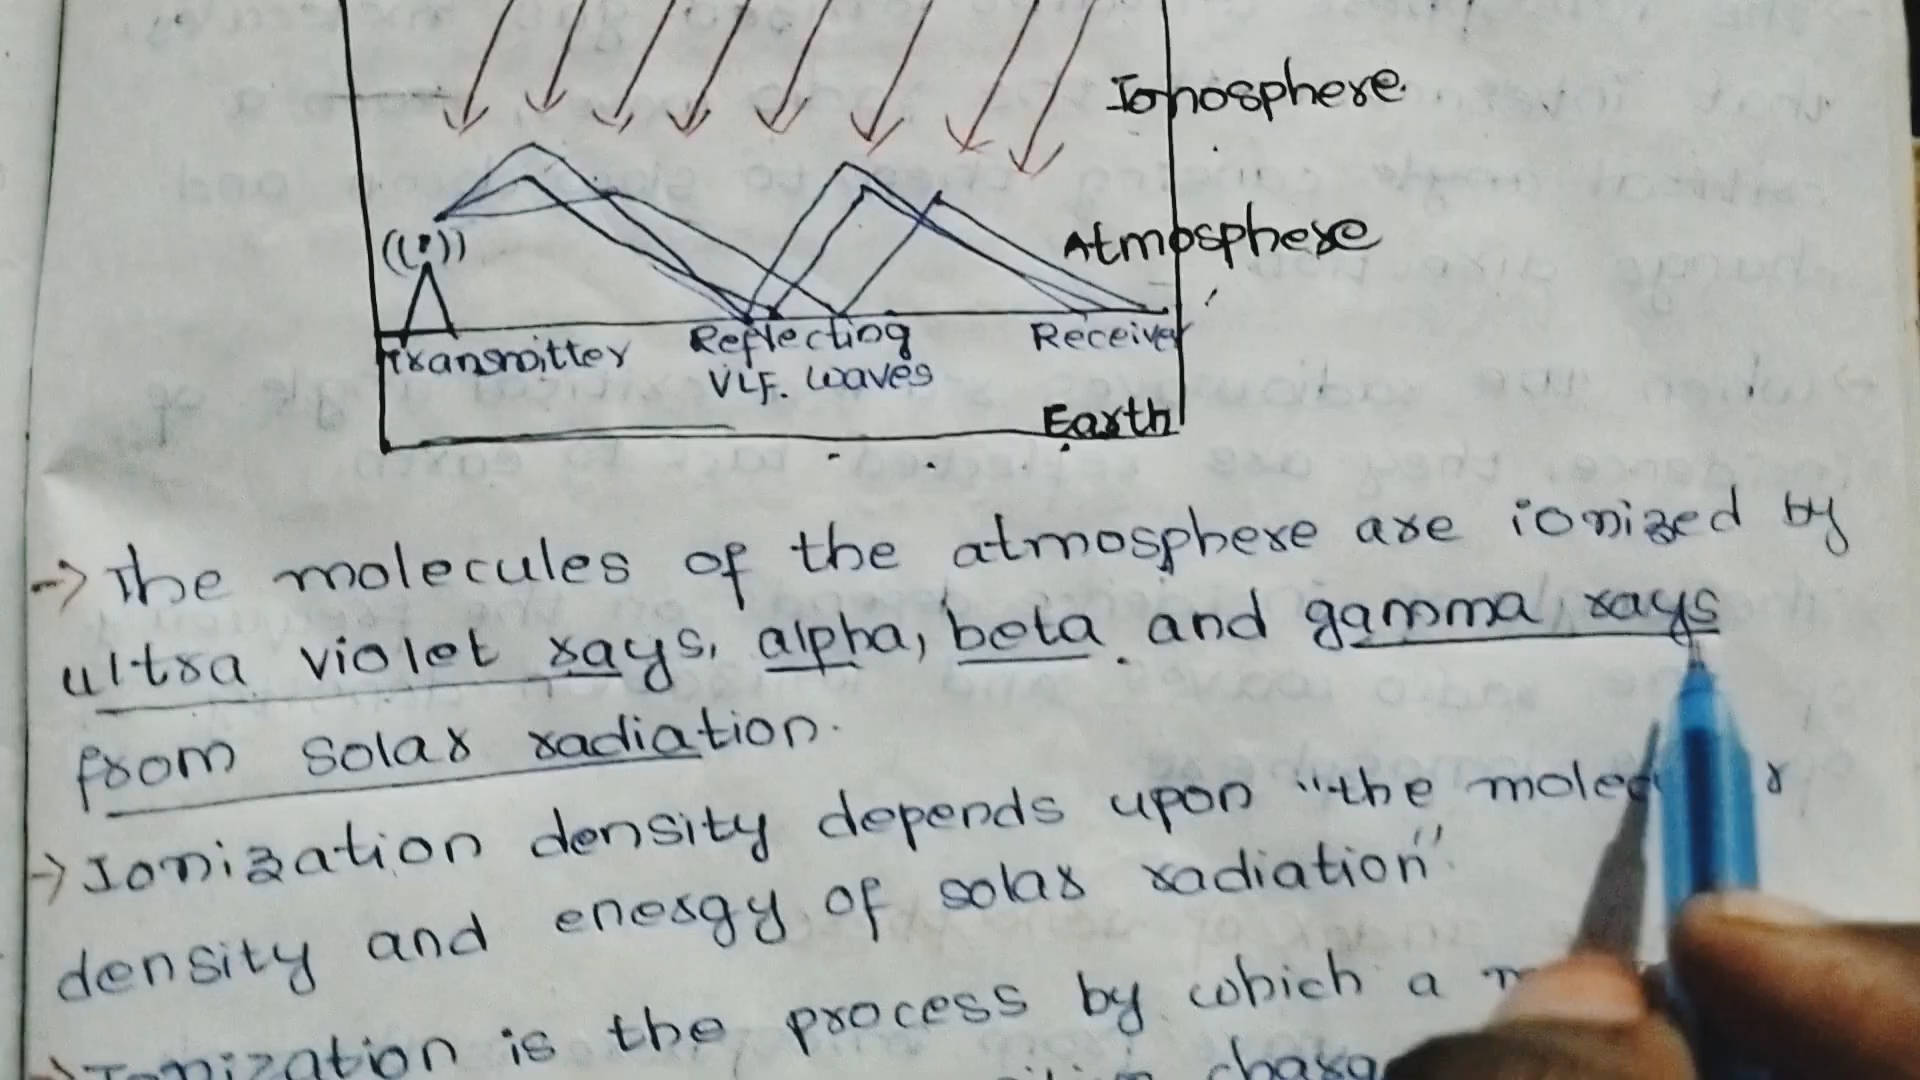 Ionosphere
Atmosphere
((•))
Transmitter
Reflecting
VLF. waves
Receiver
Earth
-> The molecules of the atmosphere are ionized by
ultra violet rays, alpha, beta and gamma rays
from solar radiation.
-> Ionization density depends upon "the
density and energy of solar radiation"
-> Ionization is the process by which a